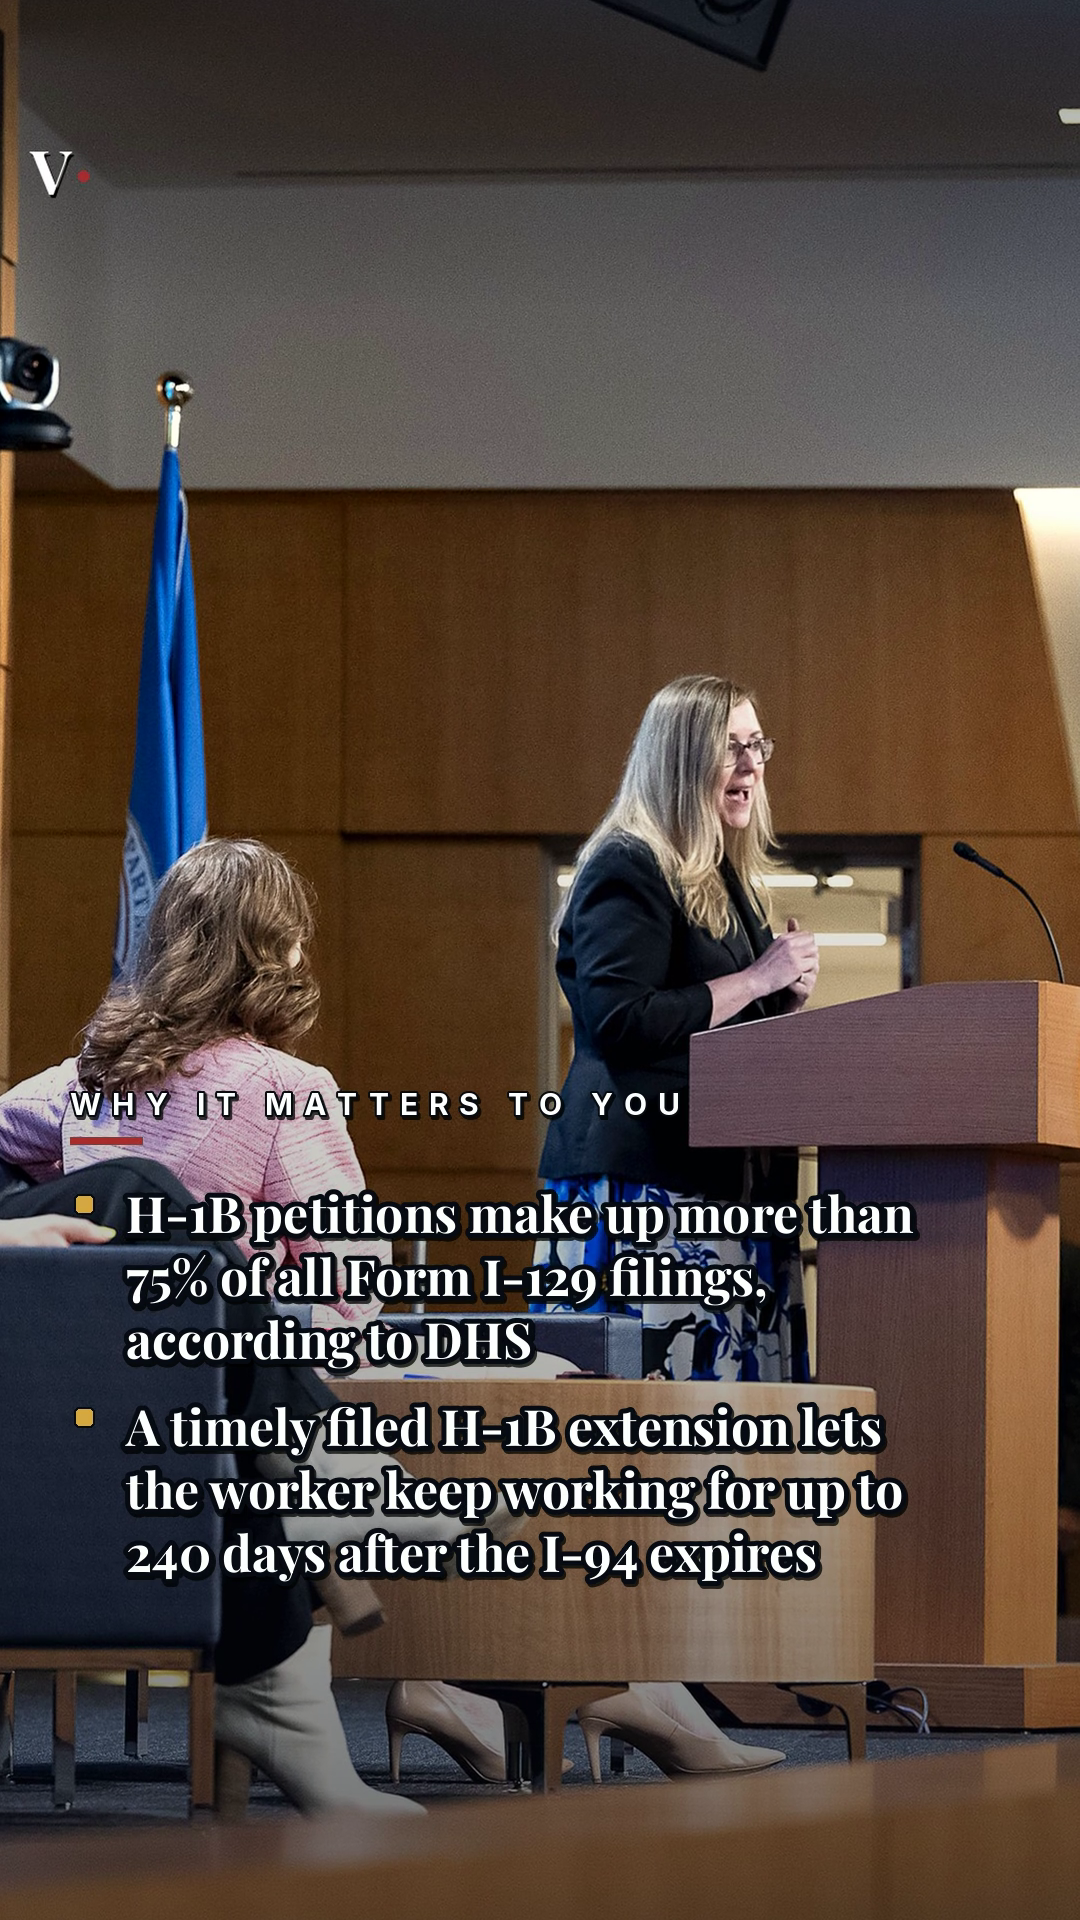 V
WHY IT MATTERS TO YOU
H-1B petitions make up more than
75% of all Form I-129 filings,
according to DHS
A timely filed H-1B extension lets
the worker keep working for up to
240 days after the I-94 expires